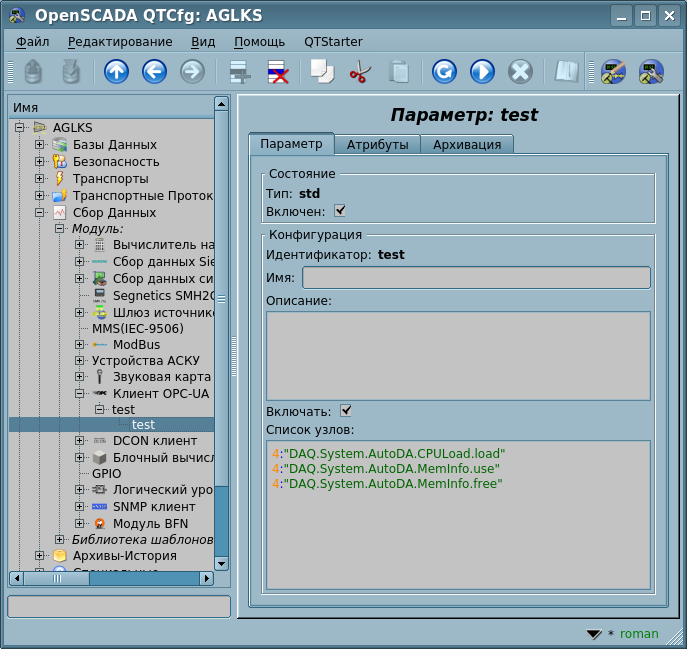 OpenSCADA QTCfg: AGLKS
Файл Редактирование Вид Помощь QTStarter
Имя
AGLKS
Базы Данных
Безопасность
Транспорты
Транспортные Проток
Сбор Данных
Модуль:
Вычислитель на
Сбор данных Sie
Сбор данных си
Segnetics SMH2G
Шлюз источнико
MMS(IEC-9506)
ModBus
Устройства АСКУ
Звуковая карта
Клиент OPC-UA
test
test
DCON клиент
Блочный вычисл
GPIO
Логический уро
SNMP клиент
Модуль BFN
Библиотека шаблонов
Архивы-История
Специальные
Параметр: test
Параметр Атрибуты Архивация
Состояние
Тип: std
Включен:
Конфигурация
Идентификатор: test
Имя:
Описание:
Включать:
Список узлов:
4:"DAQ.System.AutoDA.CPULoad.load"
4:"DAQ.System.AutoDA.MemInfo.use"
4:"DAQ.System.AutoDA.MemInfo.free"
* roman